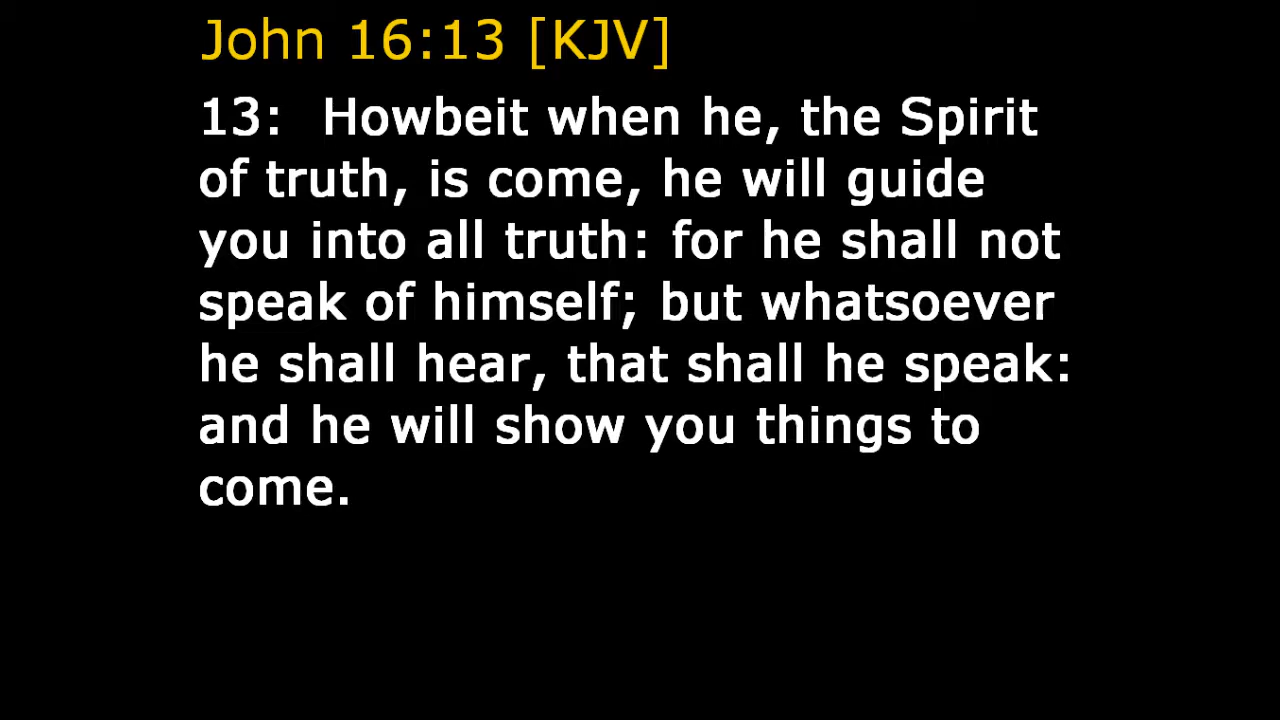 John 16:13 [KJV]
13:  Howbeit when he, the Spirit
of truth, is come, he will guide
you into all truth: for he shall not
speak of himself; but whatsoever
he shall hear, that shall he speak:
and he will show you things to
come.